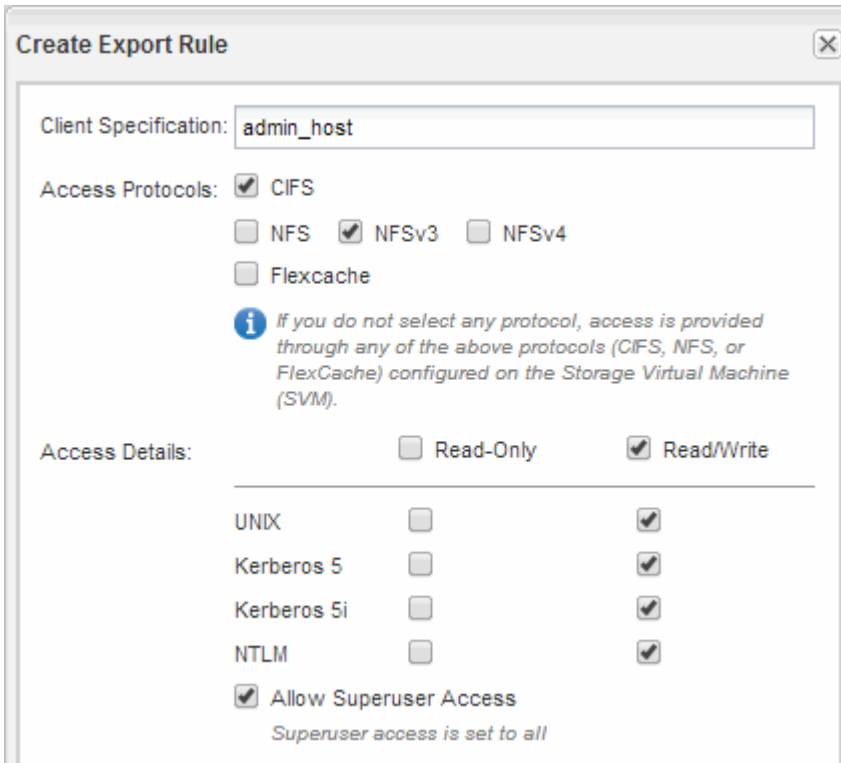 Create Export Rule
Client Specification: admin_host
Access Protocols: CIFS
NFS NFSv3 NFSv4
Flexcache
If you do not select any protocol, access is provided
through any of the above protocols (CIFS, NFS, or
FlexCache) configured on the Storage Virtual Machine
(SVM).
Access Details: Read-Only Read/Write
UNIX
Kerberos 5
Kerberos 5i
NTLM
Allow Superuser Access
Superuser access is set to all